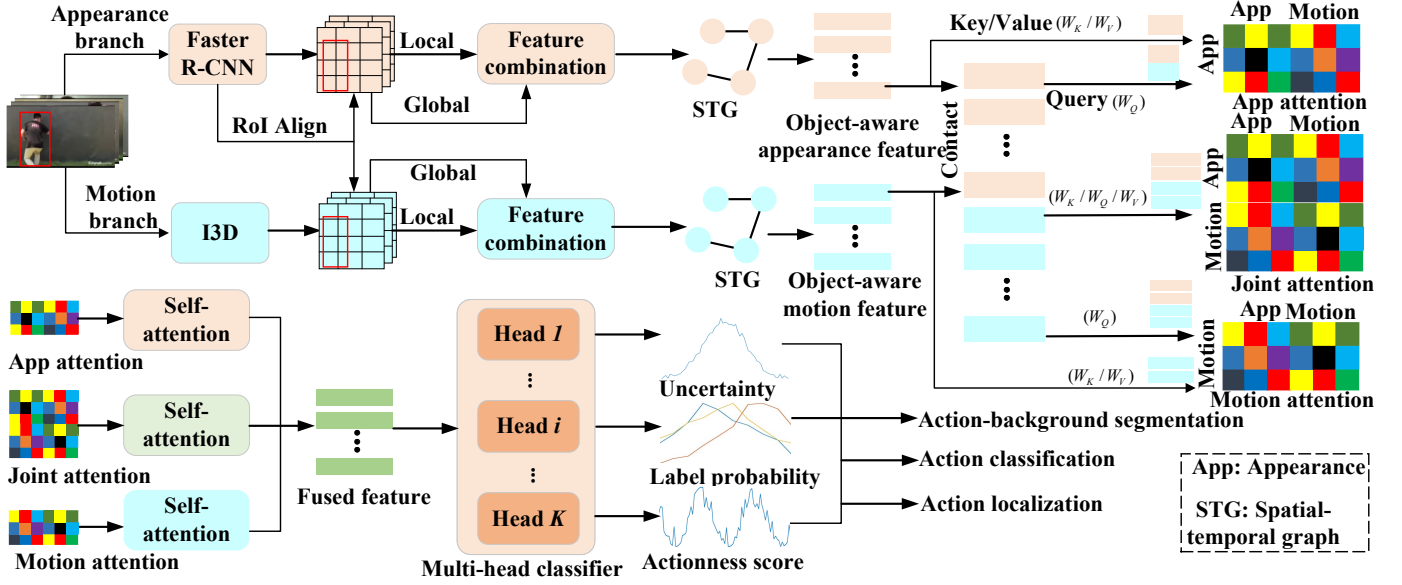 Appearance
branch
Faster
R-CNN
Local
Feature
combination
Global
RoI Align
STG
Object-aware
appearance feature
Key/Value (W_K / W_V)
Contact
Query (W_Q)
App Motion
App
App attention
Motion
branch
I3D
Global
Local
Feature
combination
STG
Object-aware
motion feature
(W_K / W_Q / W_V)
App Motion
App
Motion
Joint attention
(W_Q)
(W_K / W_V)
App Motion
Motion
Motion attention
App attention
Self-
attention
Joint attention
Self-
attention
Motion attention
Self-
attention
Fused feature
Head 1
Head i
Head K
Multi-head classifier
Uncertainty
Label probability
Actionness score
Action-background segmentation
Action classification
Action localization
App: Appearance
STG: Spatial-
temporal graph